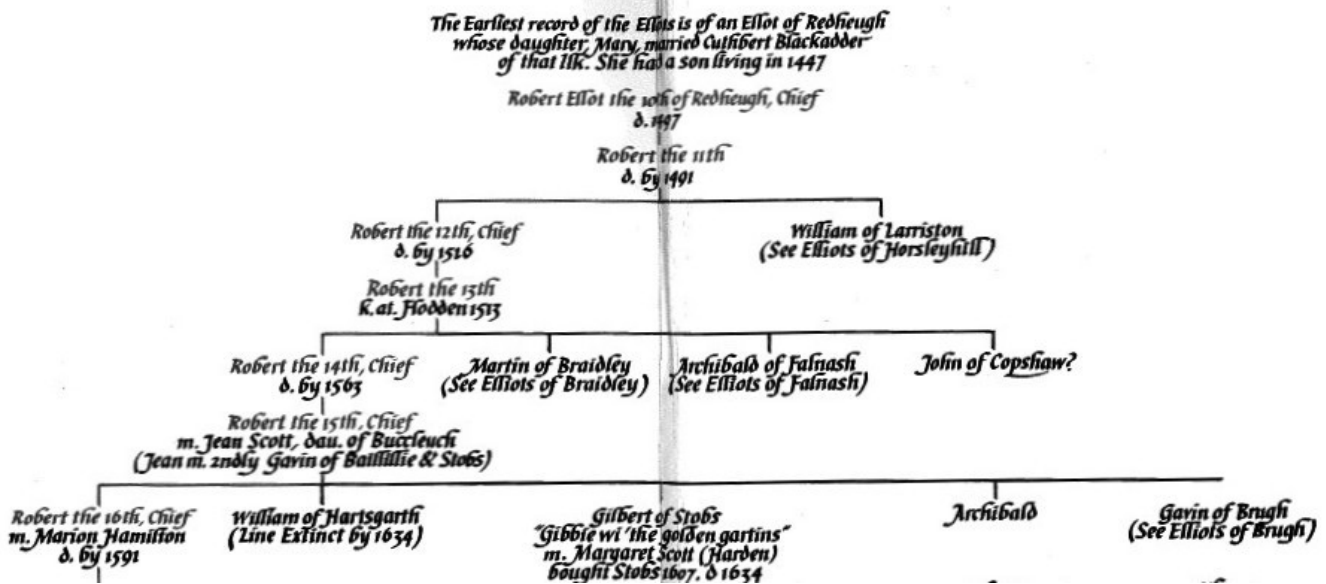 The Earliest record of the Ellots is of an Ellot of Redheugh
whose daughter, Mary, married Cuthbert Blackadder
of that Ilk. She had a son living in 1447
Robert Ellot the 10th of Redheugh, Chief
d. 1497
Robert the 11th
d. by 1491
Robert the 12th, Chief
d. by 1516
William of Larriston
(See Elliots of Horsleyhill)
Robert the 13th
k. at. Flodden 1513
Robert the 14th, Chief
d. by 1563
Martin of Braidley
(See Elliots of Braidley)
Archibald of Falnash
(See Elliots of Falnash)
John of Copshaw?
Robert the 15th, Chief
m. Jean Scott, dau. of Buccleuch
(Jean m. 2ndly Gavin of Baillilie & Stobs)
Robert the 16th, Chief
m. Marion Hamilton
d. by 1591
William of Hartsgarth
(Line Extinct by 1634)
Gilbert of Stobs
"Gibbie wi' the golden gartins"
m. Margaret Scott (Harden)
bought Stobs 1607. d 1634
Archibald
Gavin of Brugh
(See Elliots of Brugh)